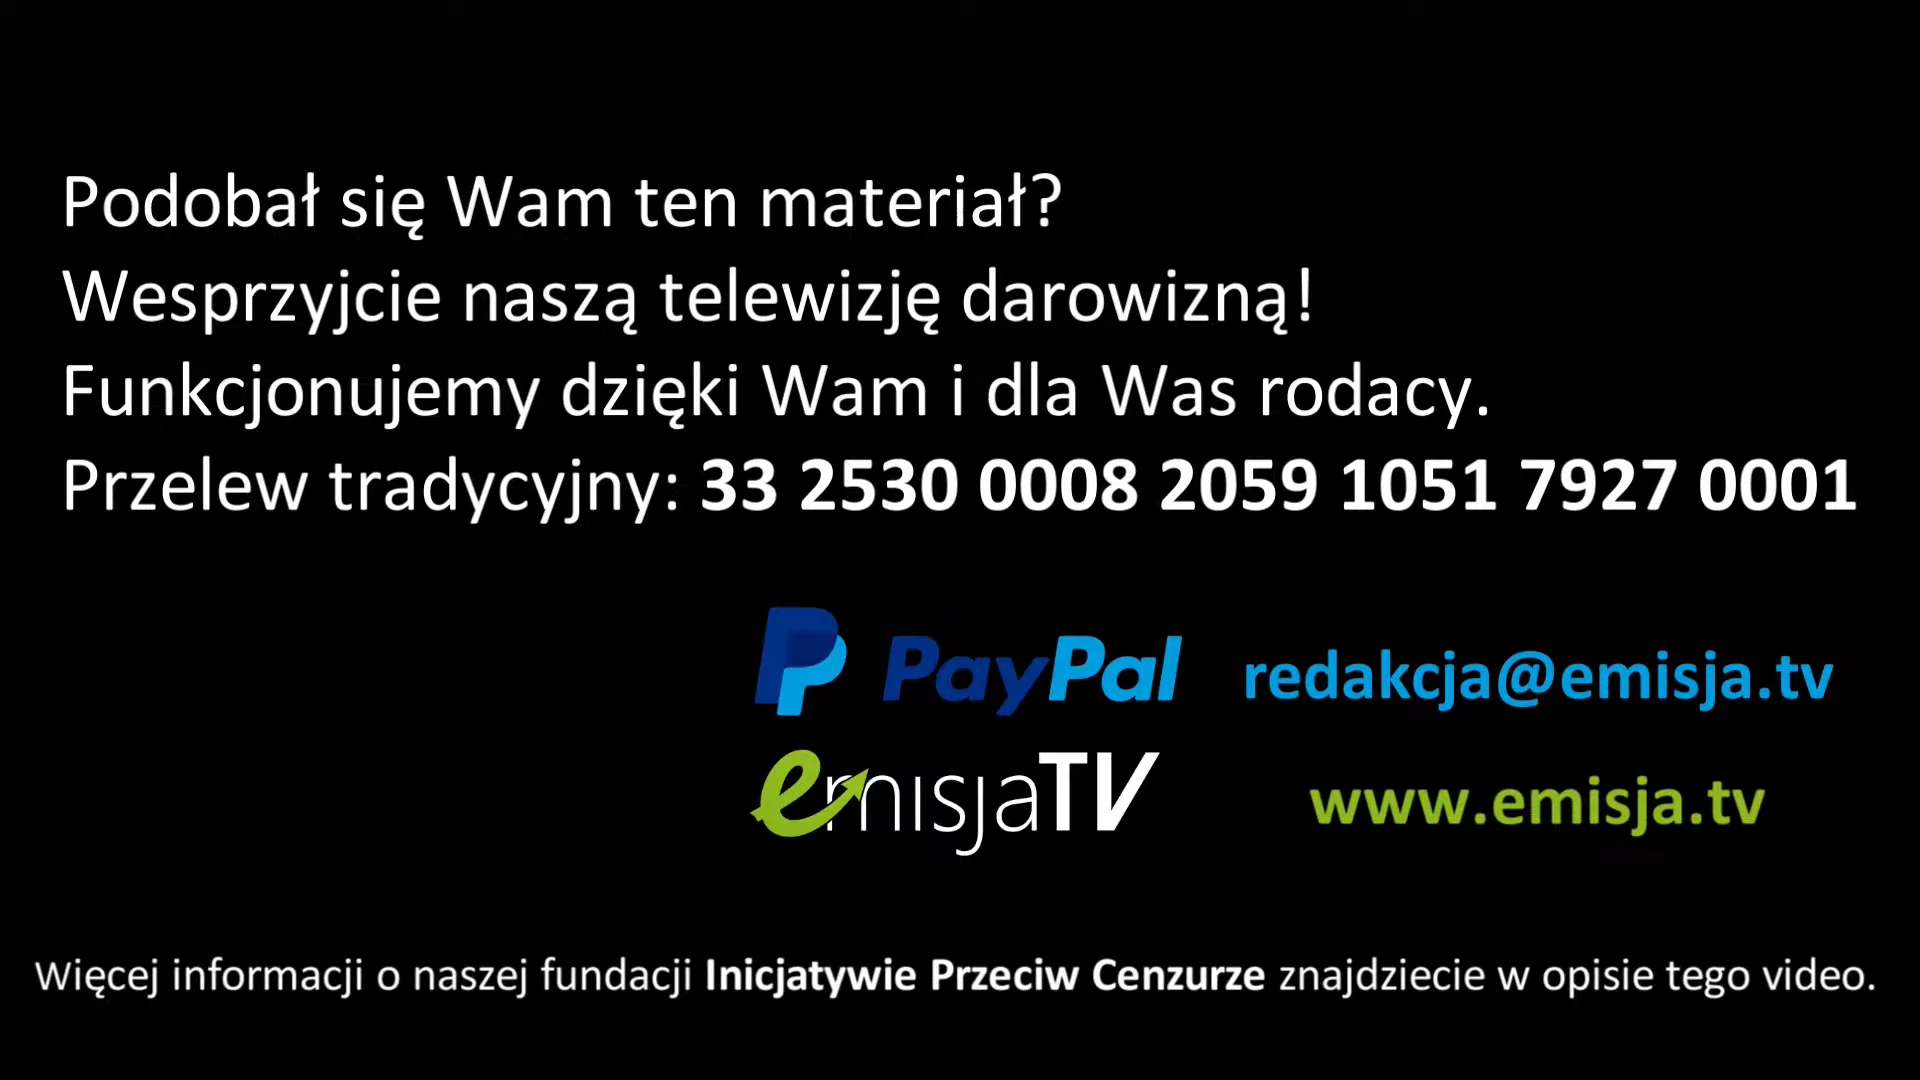 Podobał się Wam ten materiał?
Wesprzyjcie naszą telewizję darowizną!
Funkcjonujemy dzięki Wam i dla Was rodacy.
Przelew tradycyjny: 33 2530 0008 2059 1051 7927 0001
PayPal redakcja@emisja.tv
emisjaTV www.emisja.tv
Więcej informacji o naszej fundacji Inicjatywie Przeciw Cenzurze znajdziecie w opisie tego video.